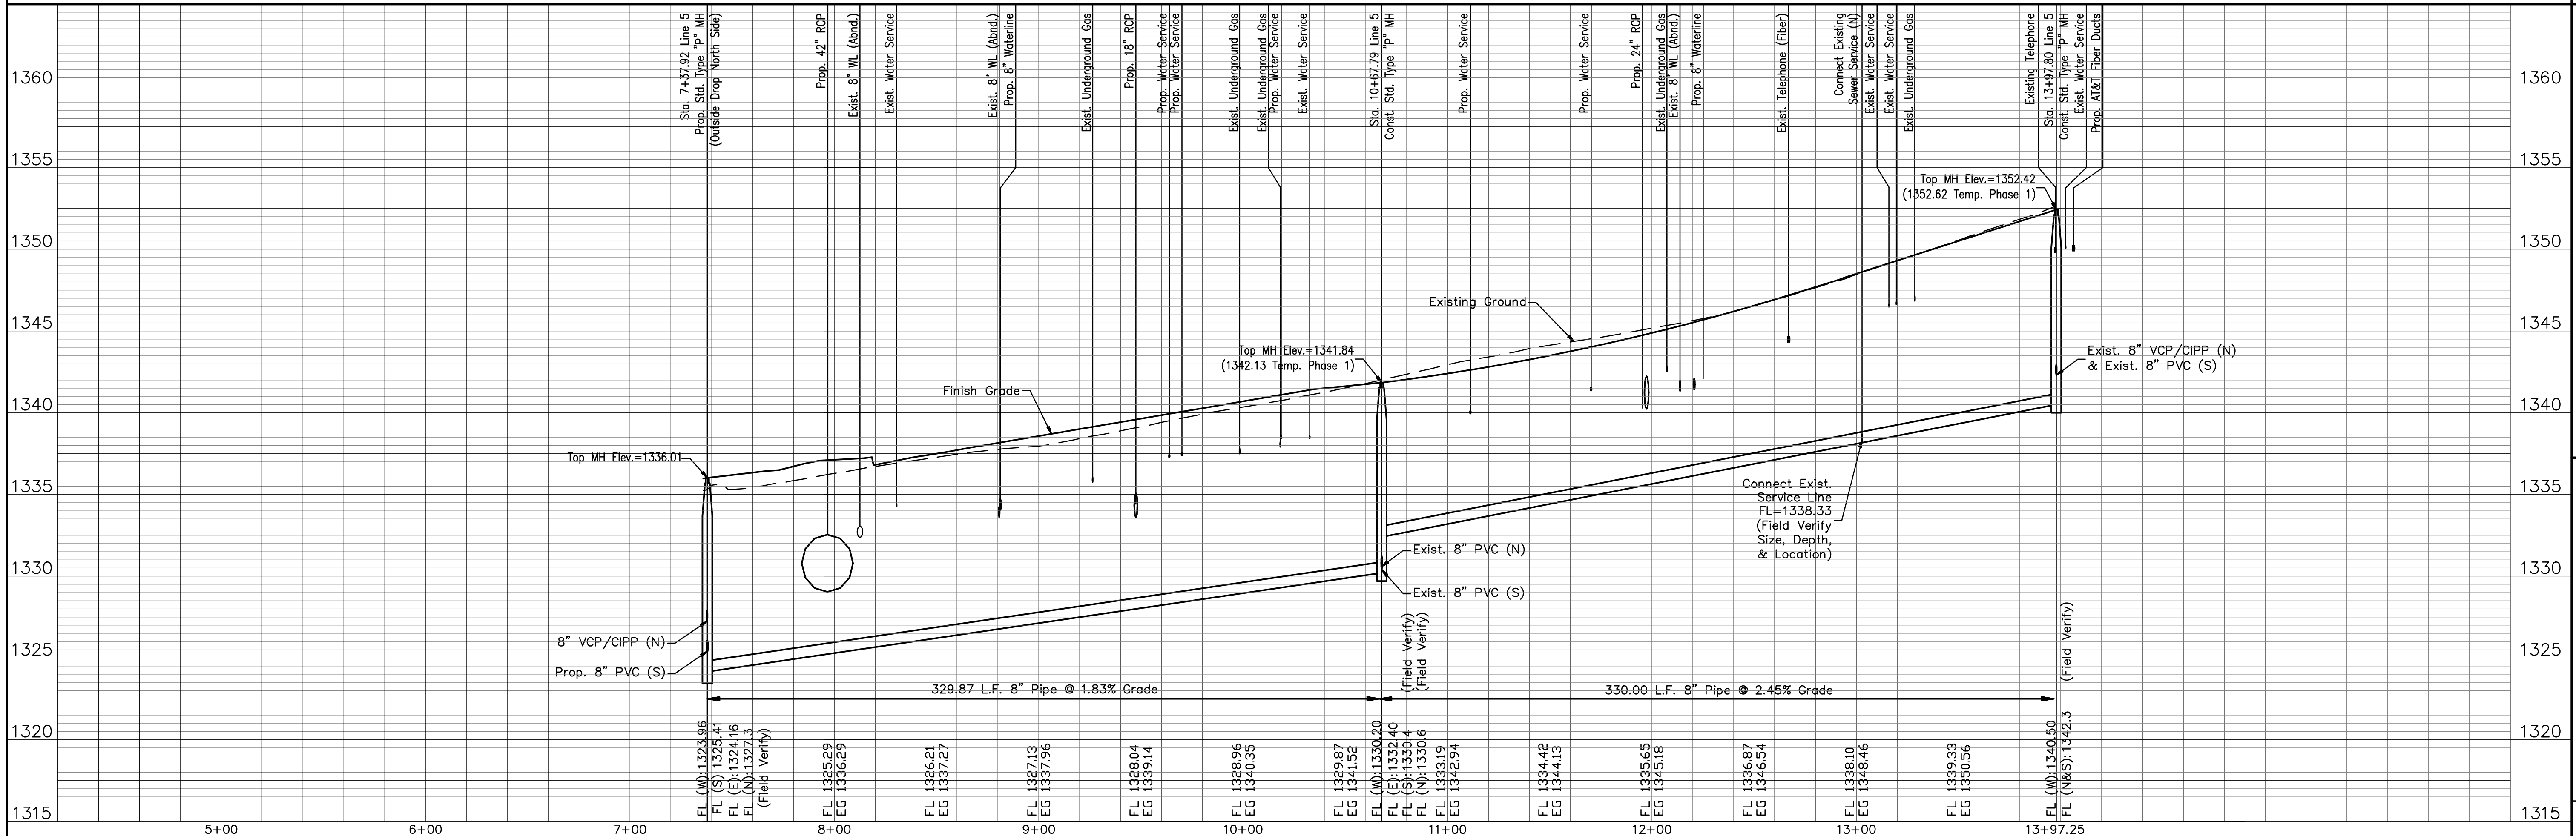 Sta. 7+37.92 Line 5
Prop. Std. Type "P" MH
(Outside Drop North Side)
Prop. 42" RCP
Exist. 8" WL (Abnd.)
Exist. Water Service
Exist. 8" WL (Abnd.)
Prop. 8" Waterline
Exist. Underground Gas
Prop. 18" RCP
Prop. Water Service
Prop. Water Service
Exist. Underground Gas
Exist. Underground Gas
Prop. Water Service
Exist. Water Service
Sta. 10+67.79 Line 5
Const. Std. Type "P" MH
Prop. Water Service
Prop. Water Service
Prop. 24" RCP
Exist. Underground Gas
Exist. 8" WL (Abnd.)
Prop. 8" Waterline
Exist. Telephone (Fiber)
Connect Existing
Sewer Service (N)
Exist. Water Service
Exist. Water Service
Exist. Underground Gas
Existing Telephone
Sta. 13+97.80 Line 5
Const. Std. Type "P" MH
Exist. Water Service
Prop. AT&T Fiber Ducts
1360
1360
1355
1355
1350
1350
1345
1345
1340
1340
1335
1335
1330
1330
1325
1325
1320
1320
1315
1315
Top MH Elev.=1352.42
(1352.62 Temp. Phase 1)
Existing Ground
Top MH Elev.=1341.84
(1342.13 Temp. Phase 1)
Exist. 8" VCP/CIPP (N)
& Exist. 8" PVC (S)
Finish Grade
Top MH Elev.=1336.01
Connect Exist.
Service Line
FL=1338.33
(Field Verify
Size, Depth,
& Location)
Exist. 8" PVC (N)
Exist. 8" PVC (S)
8" VCP/CIPP (N)
Prop. 8" PVC (S)
329.87 L.F. 8" Pipe @ 1.83% Grade
330.00 L.F. 8" Pipe @ 2.45% Grade
FL (W):1323.96
FL (S):1325.41
FL (E):1324.16
FL (N):1327.3
(Field Verify)
FL 1325.29
EG 1336.29
FL 1326.21
EG 1337.27
FL 1327.13
EG 1337.96
FL 1328.04
EG 1339.14
FL 1328.96
EG 1340.35
FL 1329.87
EG 1341.52
FL (W):1330.20
FL (E):1332.40
FL (S):1330.4 (Field Verify)
FL (N):1330.6 (Field Verify)
FL 1333.19
EG 1342.94
FL 1334.42
EG 1344.13
FL 1335.65
EG 1345.18
FL 1336.87
EG 1346.54
FL 1338.10
EG 1348.46
FL 1339.33
EG 1350.56
FL (W):1340.50
FL (N&S):1342.3 (Field Verify)
5+00
6+00
7+00
8+00
9+00
10+00
11+00
12+00
13+00
13+97.25